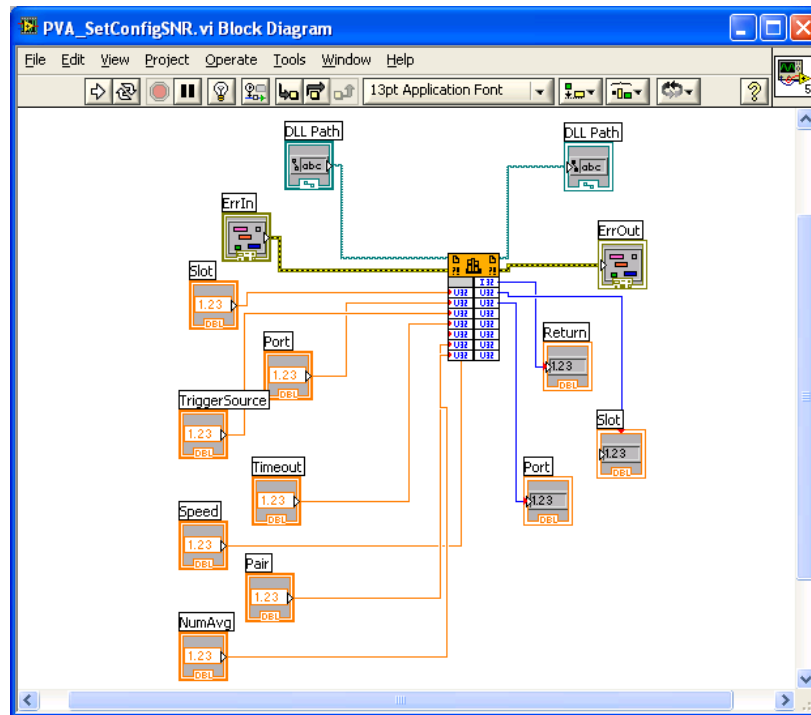 PVA_SetConfigSNR.vi Block Diagram
File Edit View Project Operate Tools Window Help
13pt Application Font
5
DLL Path
DLL Path
abc
abc
ErrIn
ErrOut
Slot
1.23
DBL
I32
U32 U32
U32 U32
U32 U32
U32 U32
U32 U32
U32 U32
U32 U32
Port
1.23
DBL
Return
1.23
DBL
TriggerSource
1.23
DBL
Slot
1.23
DBL
Timeout
1.23
DBL
Port
1.23
DBL
Speed
1.23
DBL
Pair
1.23
DBL
NumAvg
1.23
DBL